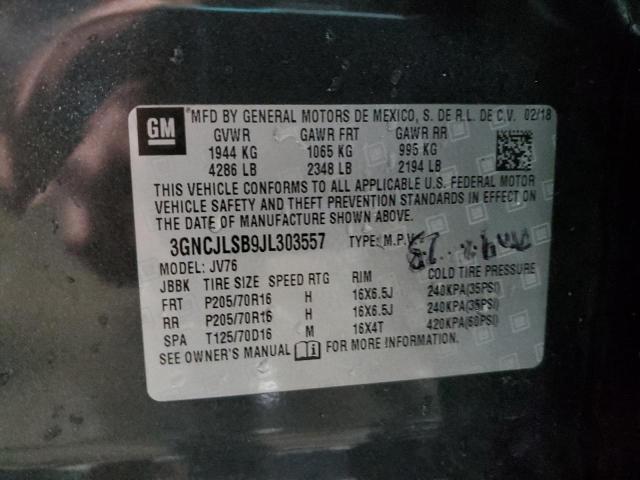 GM
MFD BY GENERAL MOTORS DE MEXICO, S. DE R.L. DE C.V. 02/18
GVWR GAWR FRT GAWR RR
1944 KG 1065 KG 995 KG
4286 LB 2348 LB 2194 LB
THIS VEHICLE CONFORMS TO ALL APPLICABLE U.S. FEDERAL MOTOR
VEHICLE SAFETY AND THEFT PREVENTION STANDARDS IN EFFECT ON
THE DATE OF MANUFACTURE SHOWN ABOVE.
3GNCJLSB9JL303557 TYPE: M.P.V.
MODEL: JV76
JBBK TIRE SIZE SPEED RTG RIM COLD TIRE PRESSURE
FRT P205/70R16 H 16X6.5J 240KPA(35PSI)
RR P205/70R16 H 16X6.5J 240KPA(35PSI)
SPA T125/70D16 M 16X4T 420KPA(60PSI)
SEE OWNER'S MANUAL FOR MORE INFORMATION.